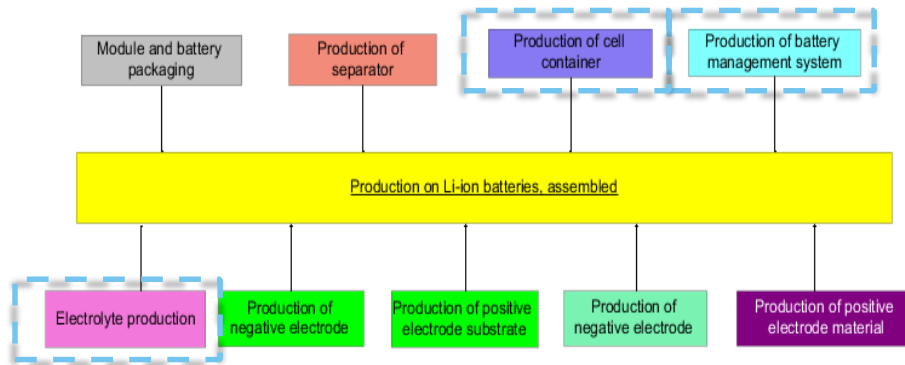 Module and battery
packaging
Production of
separator
Production of cell
container
Production of battery
management system
Production on Li-ion batteries, assembled
Electrolyte production
Production of
negative electrode
Production of positive
electrode substrate
Production of
negative electrode
Production of positive
electrode material